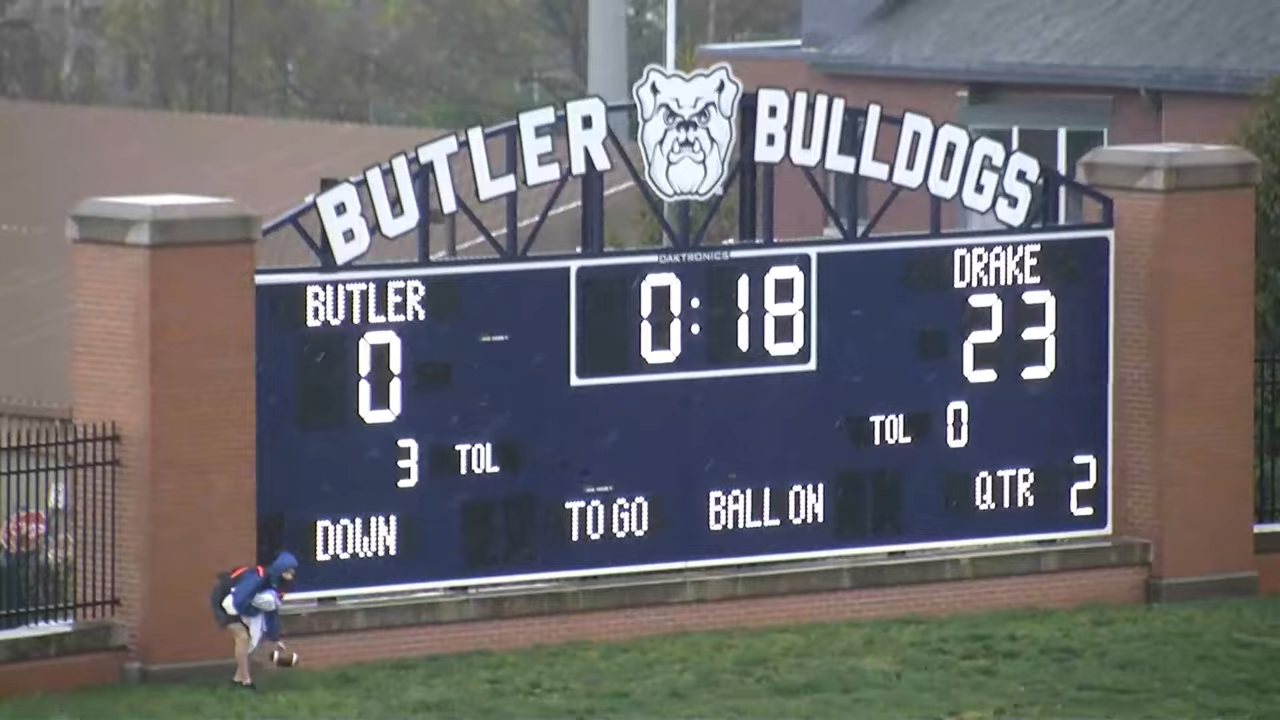 BUTLER BULLDOGS
DAKTRONICS
BUTLER 0:18 DRAKE
0 23
3 TOL TOL 0
DOWN TO GO BALL ON QTR 2